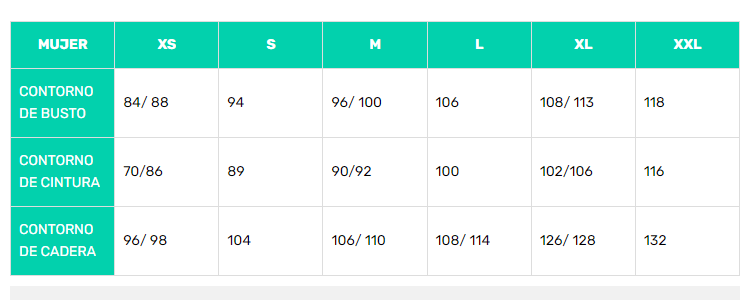 MUJER XS S M L XL XXL
CONTORNO
DE BUSTO 84/ 88 94 96/ 100 106 108/ 113 118
CONTORNO
DE CINTURA 70/86 89 90/92 100 102/106 116
CONTORNO
DE CADERA 96/ 98 104 106/ 110 108/ 114 126/ 128 132